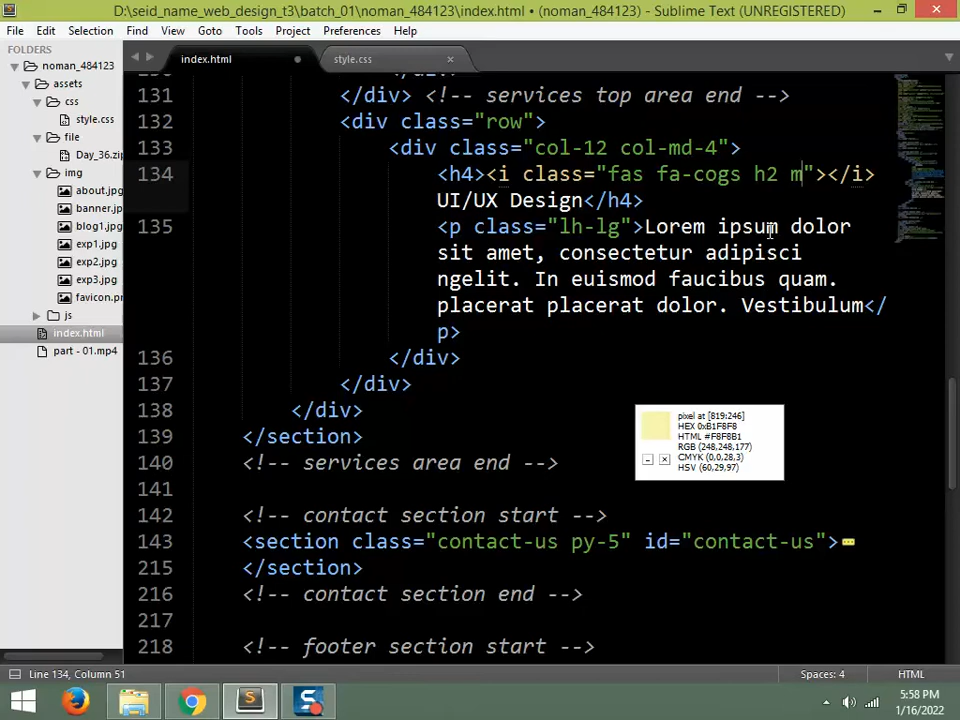 D:\seid_name_web_design_t3\batch_01\noman_484123\index.html • (noman_484123) - Sublime Text (UNREGISTERED)
File Edit Selection Find View Goto Tools Project Preferences Help
FOLDERS
noman_484123
assets
css
style.css
file
Day_36.zip
img
about.jpg
banner.jp
blog1.jpg
exp1.jpg
exp2.jpg
exp3.jpg
favicon.pr
js
index.html
part - 01.mp4
index.html
style.css
131 </div> <!-- services top area end -->
132 <div class="row">
133 <div class="col-12 col-md-4">
134 <h4><i class="fas fa-cogs h2 m"></i>
UI/UX Design</h4>
135 <p class="lh-lg">Lorem ipsum dolor
sit amet, consectetur adipisci
ngelit. In euismod faucibus quam.
placerat placerat dolor. Vestibulum</
p>
136 </div>
137 </div>
138 </div>
139 </section>
140 <!-- services area end -->
141
142 <!-- contact section start -->
143 <section class="contact-us py-5" id="contact-us">
215 </section>
216 <!-- contact section end -->
217
218 <!-- footer section start -->
pixel at [819:246]
HEX 0xB1F8F8
HTML #F8F8B1
RGB (248,248,177)
CMYK (0,0,28,3)
HSV (60,29,97)
Line 134, Column 51
Spaces: 4
HTML
5:58 PM
1/16/2022